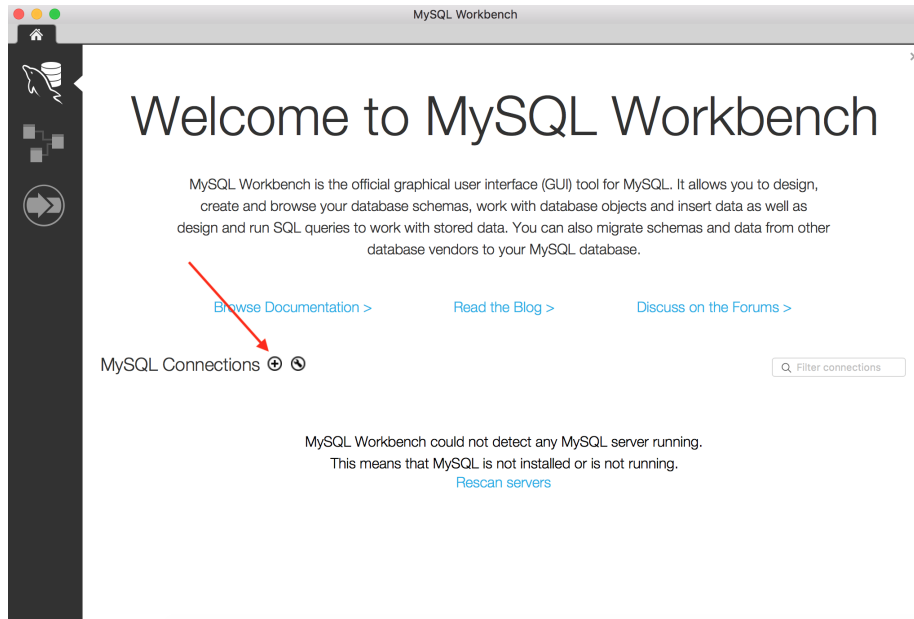 MySQL Workbench
Welcome to MySQL Workbench
MySQL Workbench is the official graphical user interface (GUI) tool for MySQL. It allows you to design,
create and browse your database schemas, work with database objects and insert data as well as
design and run SQL queries to work with stored data. You can also migrate schemas and data from other
database vendors to your MySQL database.
Browse Documentation > Read the Blog > Discuss on the Forums >
MySQL Connections Filter connections
MySQL Workbench could not detect any MySQL server running.
This means that MySQL is not installed or is not running.
Rescan servers